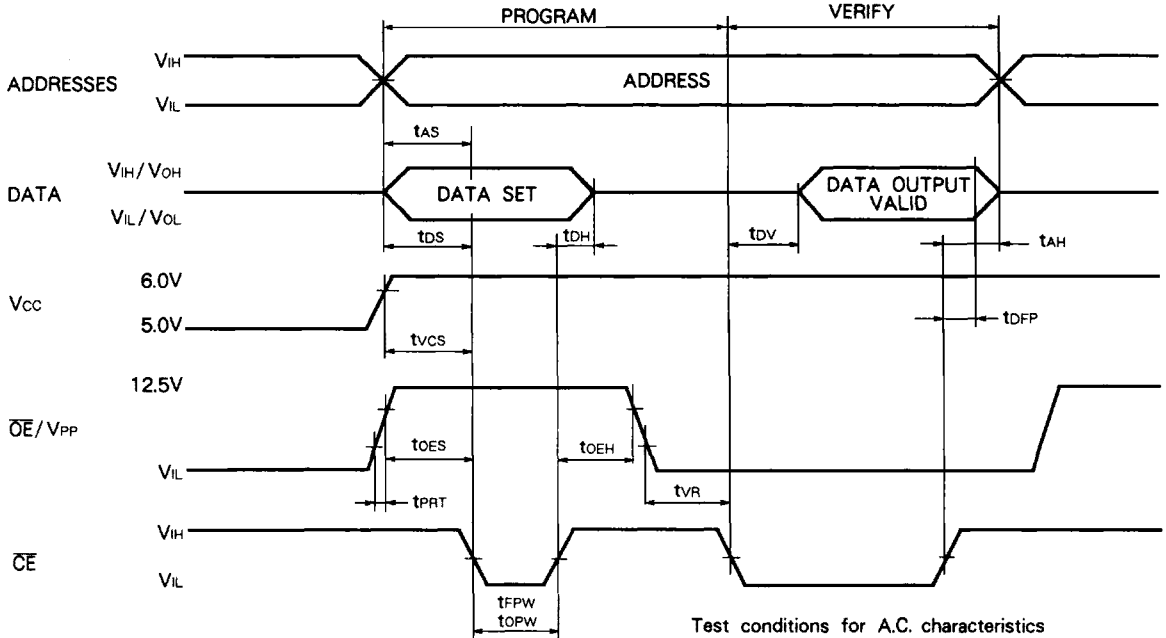 PROGRAM
VERIFY
ADDRESSES
VIH
VIL
ADDRESS
tAS
DATA
VIH/VOH
VIL/VOL
DATA SET
DATA OUTPUT
VALID
tDS
tDH
tDV
tAH
VCC
6.0V
5.0V
tVCS
tDFP
12.5V
OE/VPP
VIL
tOES
tOEH
tPRT
tVR
CE
VIH
VIL
tFPW
tOPW
Test conditions for A.C. characteristics